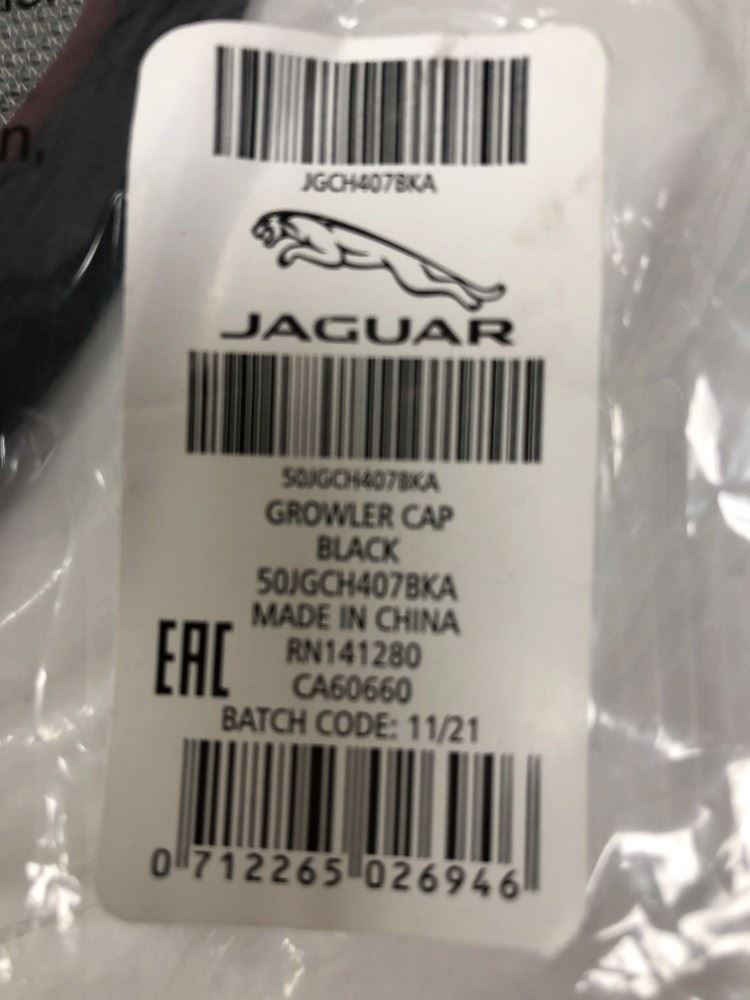 n,
JGCH407BKA
JAGUAR
50JGCH407BKA
GROWLER CAP
BLACK
50JGCH407BKA
MADE IN CHINA
RN141280
EAC
CA60660
BATCH CODE: 11/21
0 712265 026946